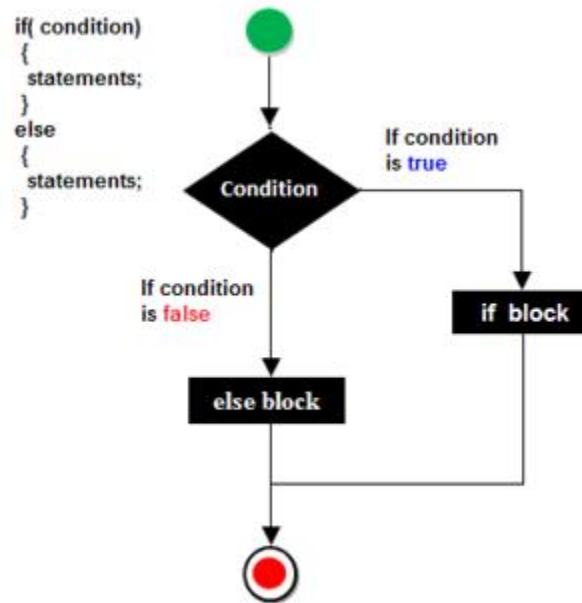 if( condition)
{
statements;
}
else
{
statements;
}
Condition
If condition
is true
If condition
is false
if block
else block